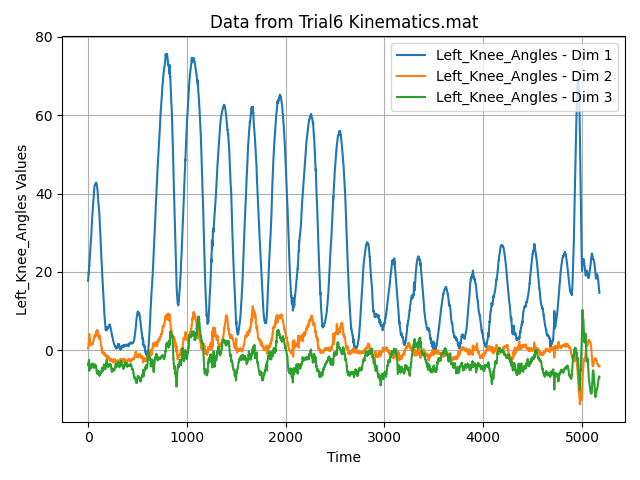 Data from Trial6 Kinematics.mat
Left_Knee_Angles - Dim 1
Left_Knee_Angles - Dim 2
Left_Knee_Angles - Dim 3
Left_Knee_Angles Values
80
60
40
20
0
0 1000 2000 3000 4000 5000
Time